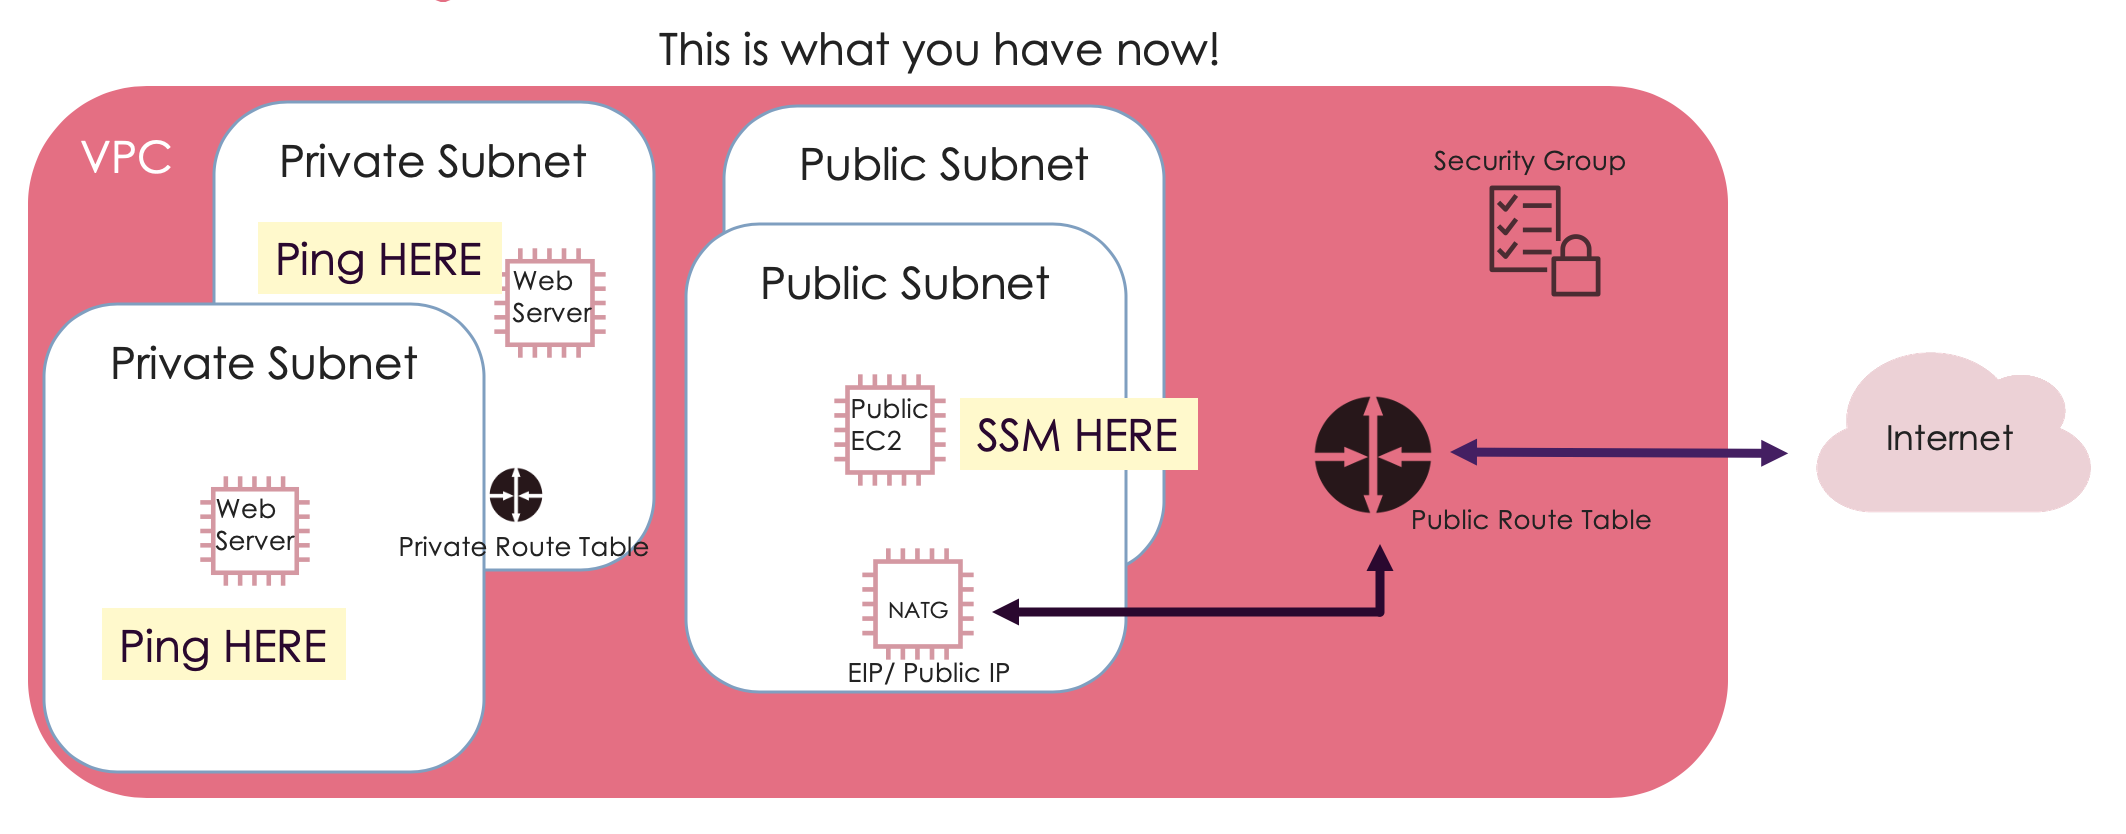 This is what you have now!
VPC
Private Subnet
Ping HERE
Web
Server
Private Subnet
Web
Server
Ping HERE
Private Route Table
Public Subnet
Public Subnet
Public
EC2
SSM HERE
NATG
EIP/ Public IP
Security Group
Public Route Table
Internet